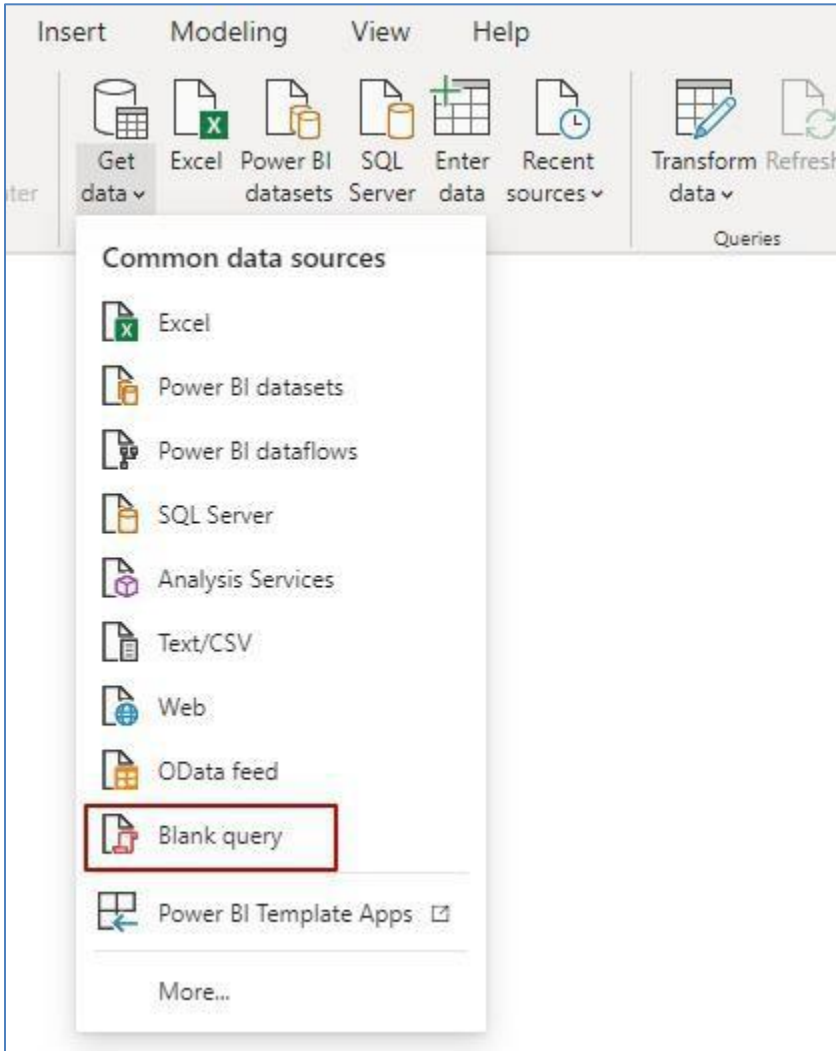 Insert Modeling View Help
Get data Excel Power BI datasets SQL Server Enter data Recent sources Transform data Refresh
Queries
Common data sources
Excel
Power BI datasets
Power BI dataflows
SQL Server
Analysis Services
Text/CSV
Web
OData feed
Blank query
Power BI Template Apps
More...